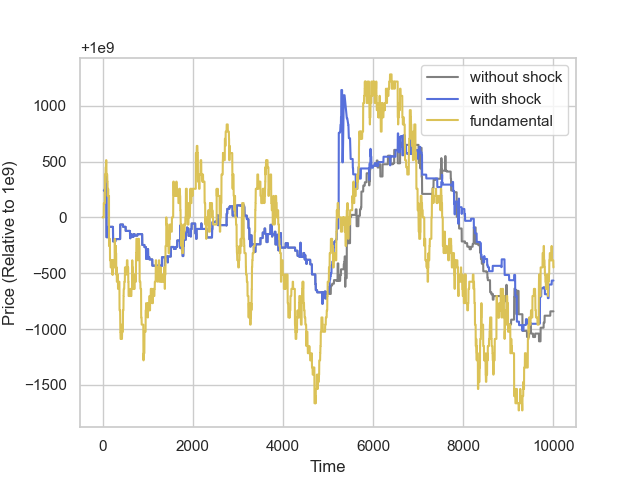 +1e9
1000
500
0
−500
−1000
−1500
Price (Relative to 1e9)
without shock
with shock
fundamental
0 2000 4000 6000 8000 10000
Time